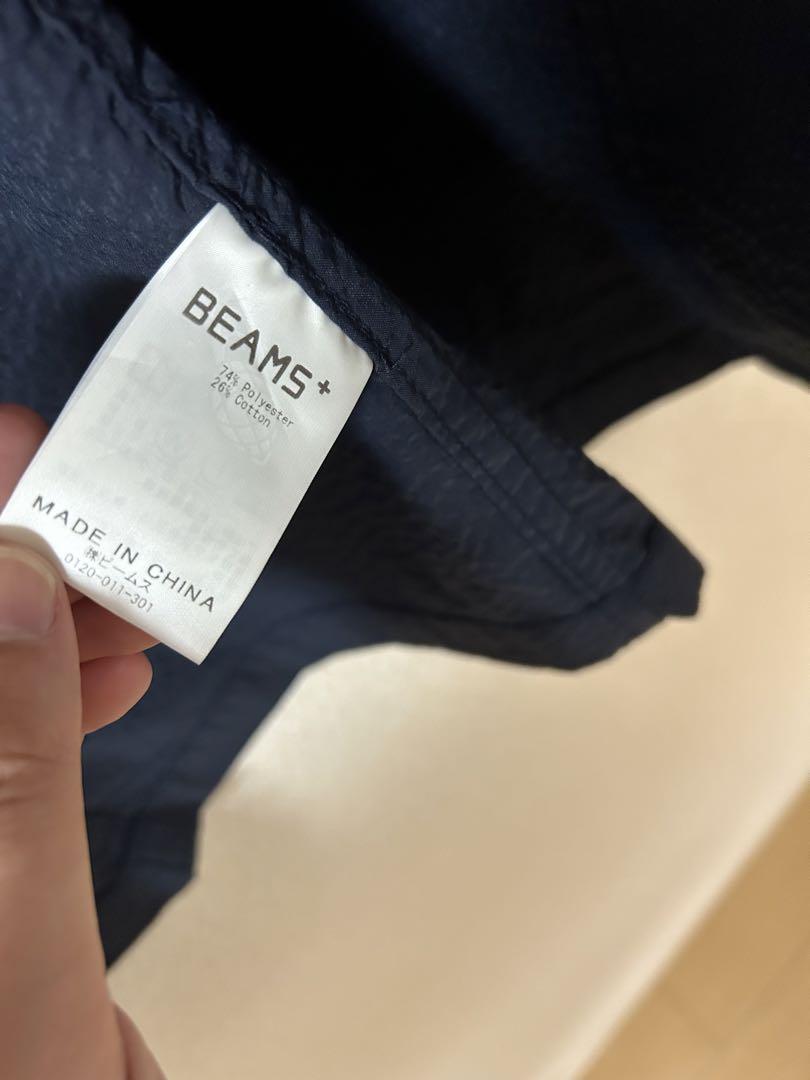 BEAMS+
74% Polyester
26% Cotton
MADE IN CHINA
㈱ビームス
0120-011-301